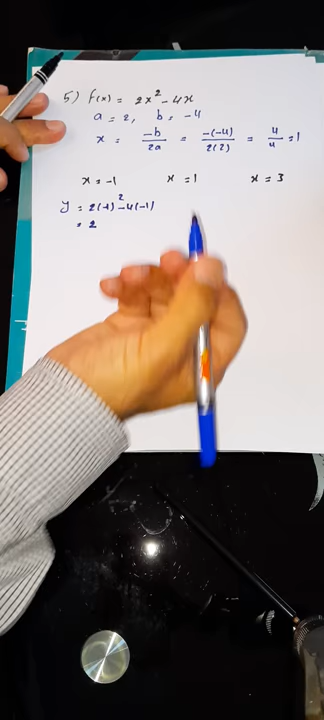 5) f(x) = 2x² - 4x
a = 2, b = -4
x = -b/2a = -(-4)/2(2) = 4/4 = 1
x = -1 x = 1 x = 3
y = 2(-1)² - 4(-1)
= 2